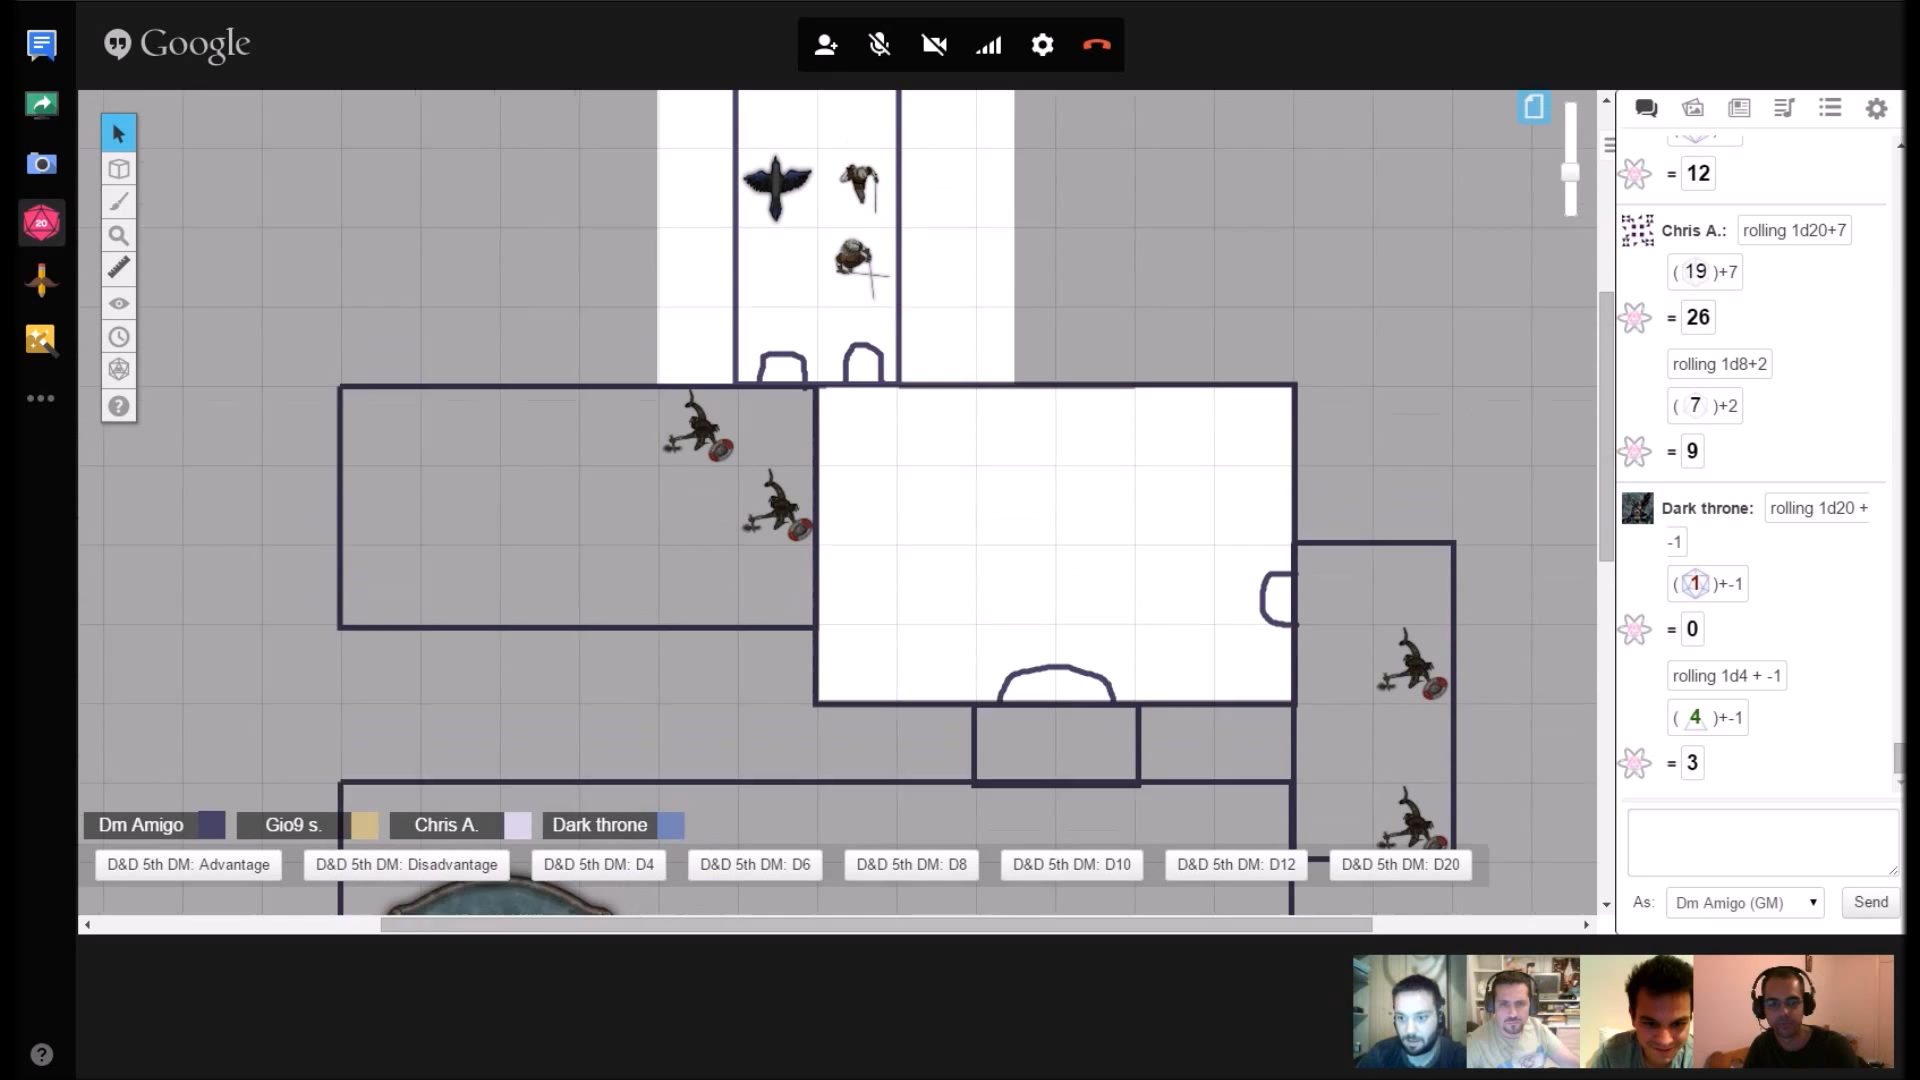 Google
20
= 12
Chris A.: rolling 1d20+7
( 19 )+7
= 26
rolling 1d8+2
( 7 )+2
= 9
Dark throne: rolling 1d20 +
-1
( 1 )+-1
= 0
rolling 1d4 + -1
( 4 )+-1
= 3
Dm Amigo Gio9 s. Chris A. Dark throne
D&D 5th DM: Advantage D&D 5th DM: Disadvantage D&D 5th DM: D4 D&D 5th DM: D6 D&D 5th DM: D8 D&D 5th DM: D10 D&D 5th DM: D12 D&D 5th DM: D20
As: Dm Amigo (GM) Send